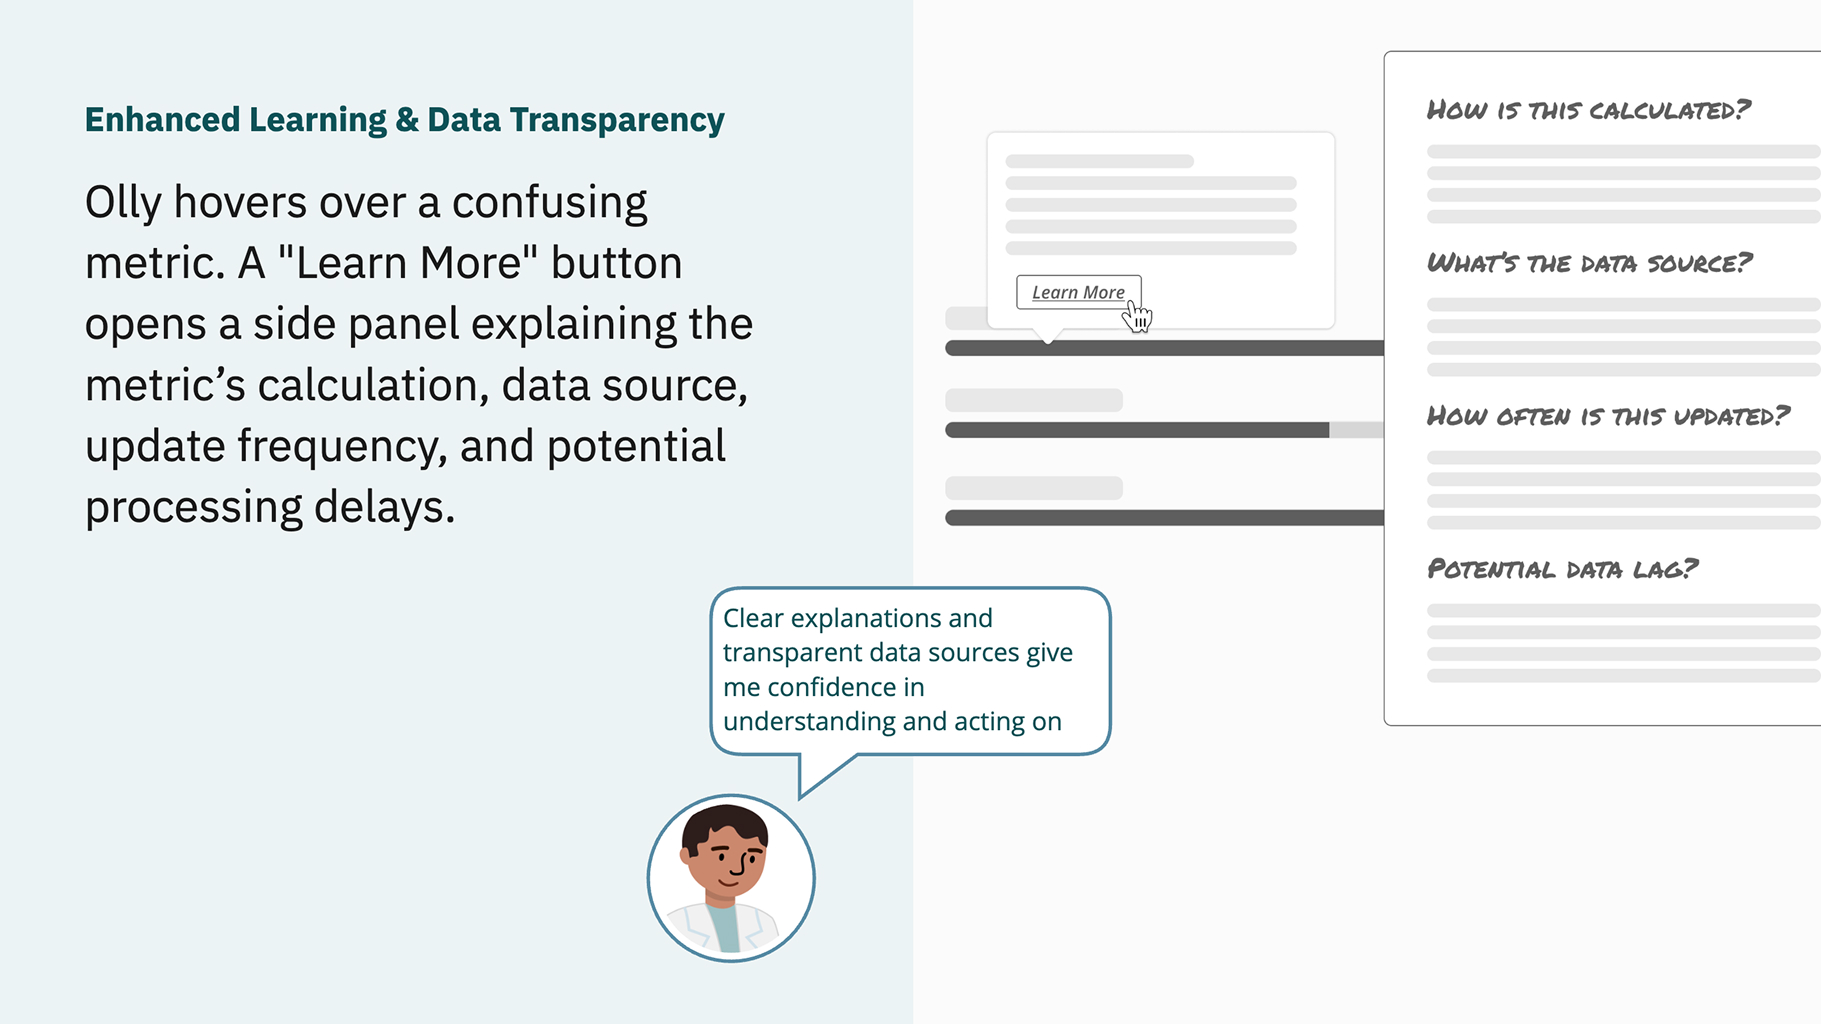 Enhanced Learning & Data Transparency
Olly hovers over a confusing
metric. A "Learn More" button
opens a side panel explaining the
metric’s calculation, data source,
update frequency, and potential
processing delays.
Learn More
How is this calculated?
What's the data source?
How often is this updated?
Potential data lag?
Clear explanations and
transparent data sources give
me confidence in
understanding and acting on